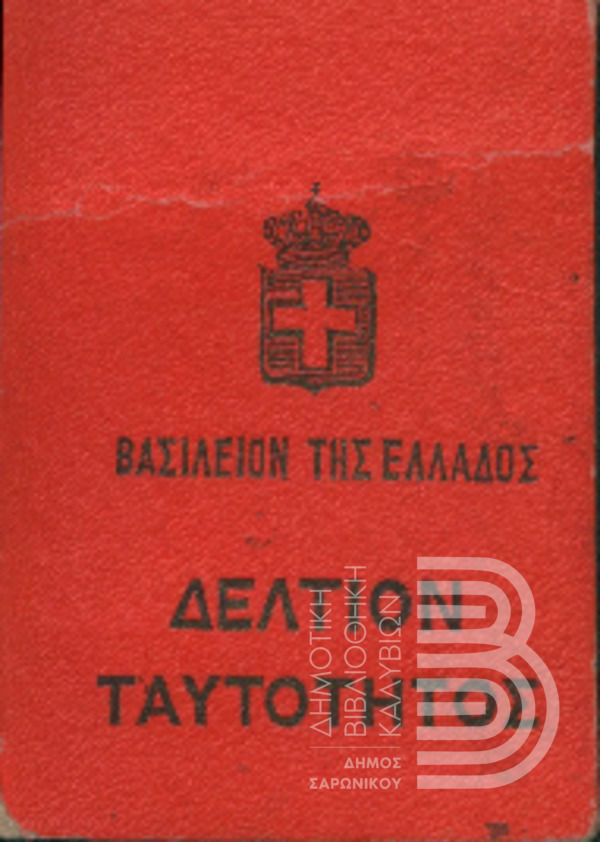 ΒΑΣΙΛΕΙΟΝ ΤΗΣ ΕΛΛΑΔΟΣ
ΔΕΛΤΙΟΝ
ΤΑΥΤΟΤΗΤΟΣ
ΔΗΜΟΤΙΚΗ
ΒΙΒΛΙΟΘΗΚΗ
ΚΑΛΥΒΙΩΝ
ΔΗΜΟΣ
ΣΑΡΩΝΙΚΟΥ